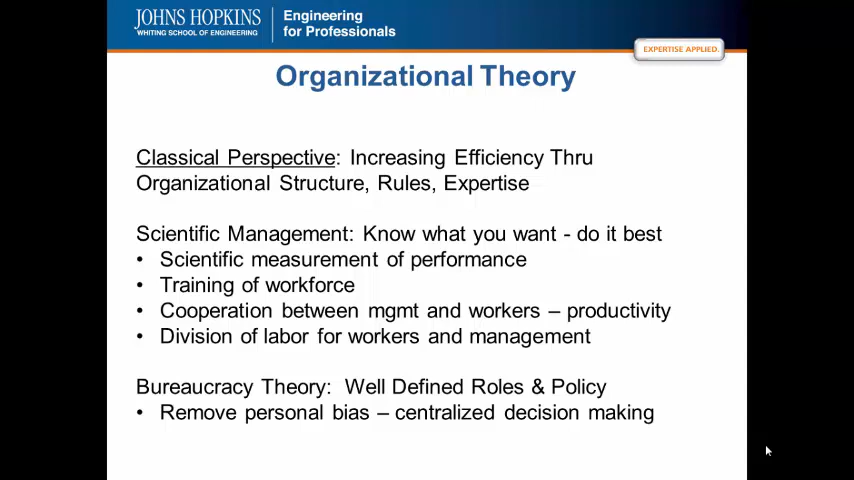 JOHNS HOPKINS
WHITING SCHOOL OF ENGINEERING
Engineering
for Professionals
EXPERTISE APPLIED.
Organizational Theory
Classical Perspective: Increasing Efficiency Thru
Organizational Structure, Rules, Expertise
Scientific Management: Know what you want - do it best
• Scientific measurement of performance
• Training of workforce
• Cooperation between mgmt and workers – productivity
• Division of labor for workers and management
Bureaucracy Theory: Well Defined Roles & Policy
• Remove personal bias – centralized decision making